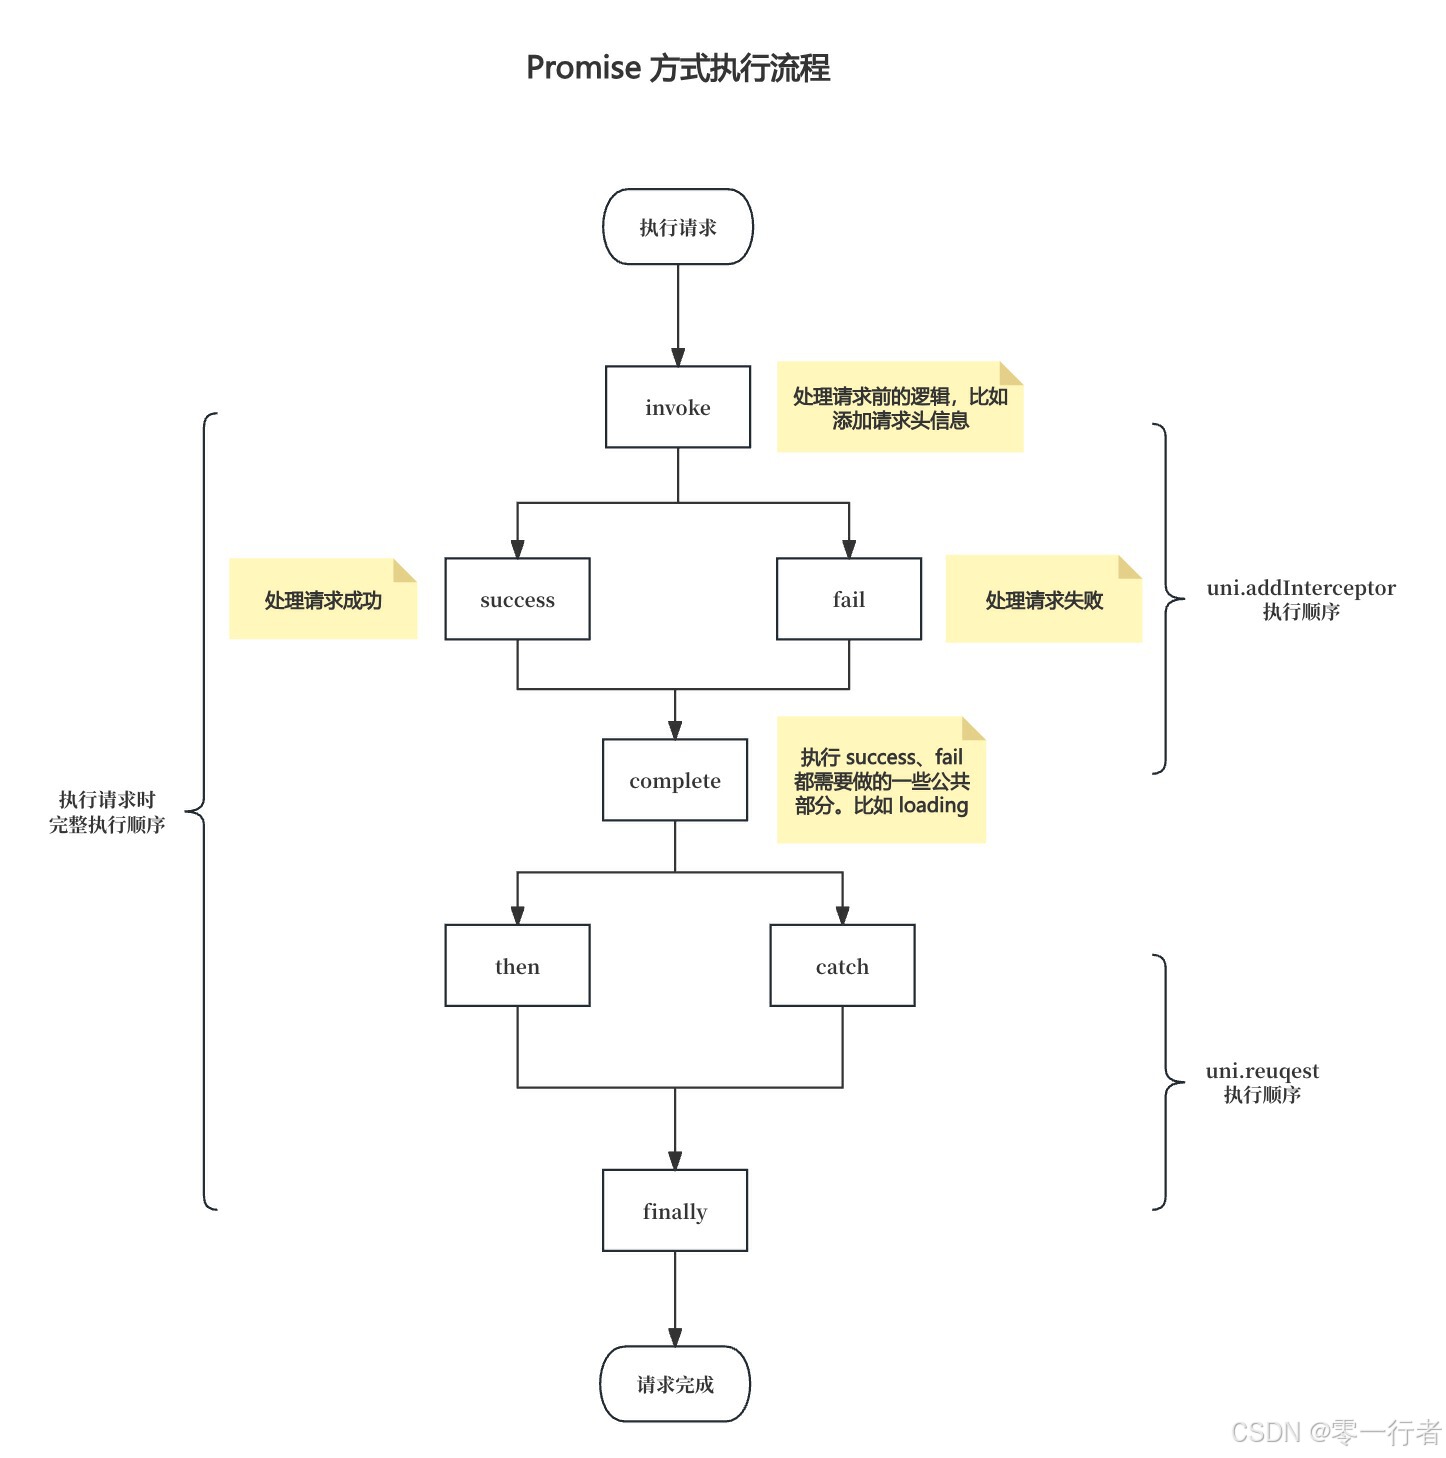 Promise 方式执行流程
执行请求
invoke
处理请求前的逻辑，比如
添加请求头信息
处理请求成功
success
fail
处理请求失败
uni.addInterceptor
执行顺序
complete
执行 success、fail
都需要做的一些公共
部分。比如 loading
执行请求时
完整执行顺序
then
catch
uni.reuqest
执行顺序
finally
请求完成
CSDN @零一行者